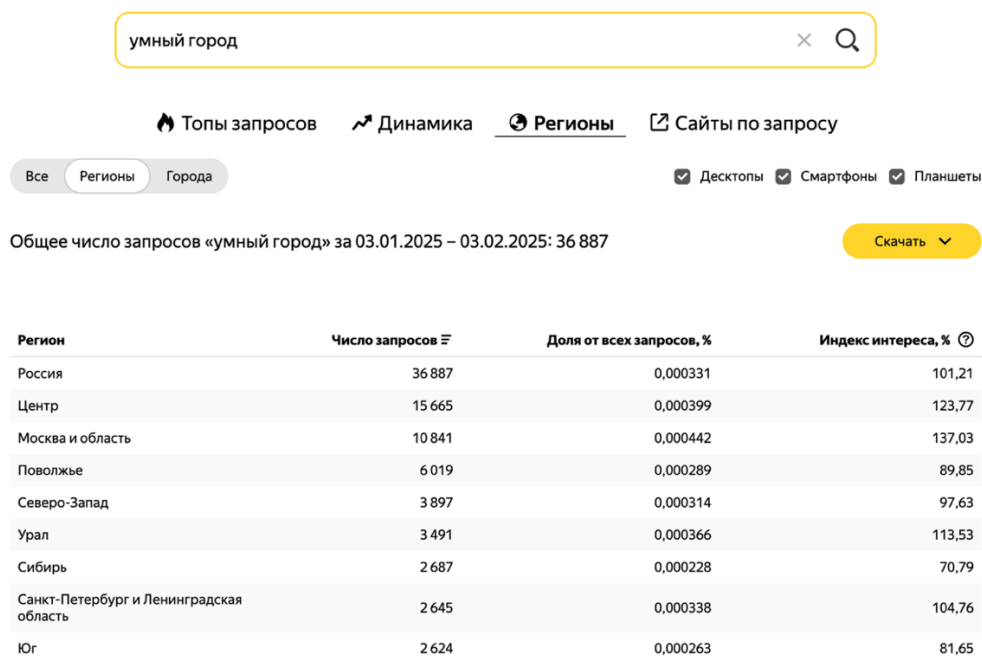 умный город
Топы запросов Динамика Регионы Сайты по запросу
Все Регионы Города Десктопы Смартфоны Планшеты
Общее число запросов «умный город» за 03.01.2025 – 03.02.2025: 36 887 Скачать
Регион Число запросов Доля от всех запросов, % Индекс интереса, %
Россия 36 887 0,000331 101,21
Центр 15 665 0,000399 123,77
Москва и область 10 841 0,000442 137,03
Поволжье 6 019 0,000289 89,85
Северо-Запад 3 897 0,000314 97,63
Урал 3 491 0,000366 113,53
Сибирь 2 687 0,000228 70,79
Санкт-Петербург и Ленинградская
область 2 645 0,000338 104,76
Юг 2 624 0,000263 81,65